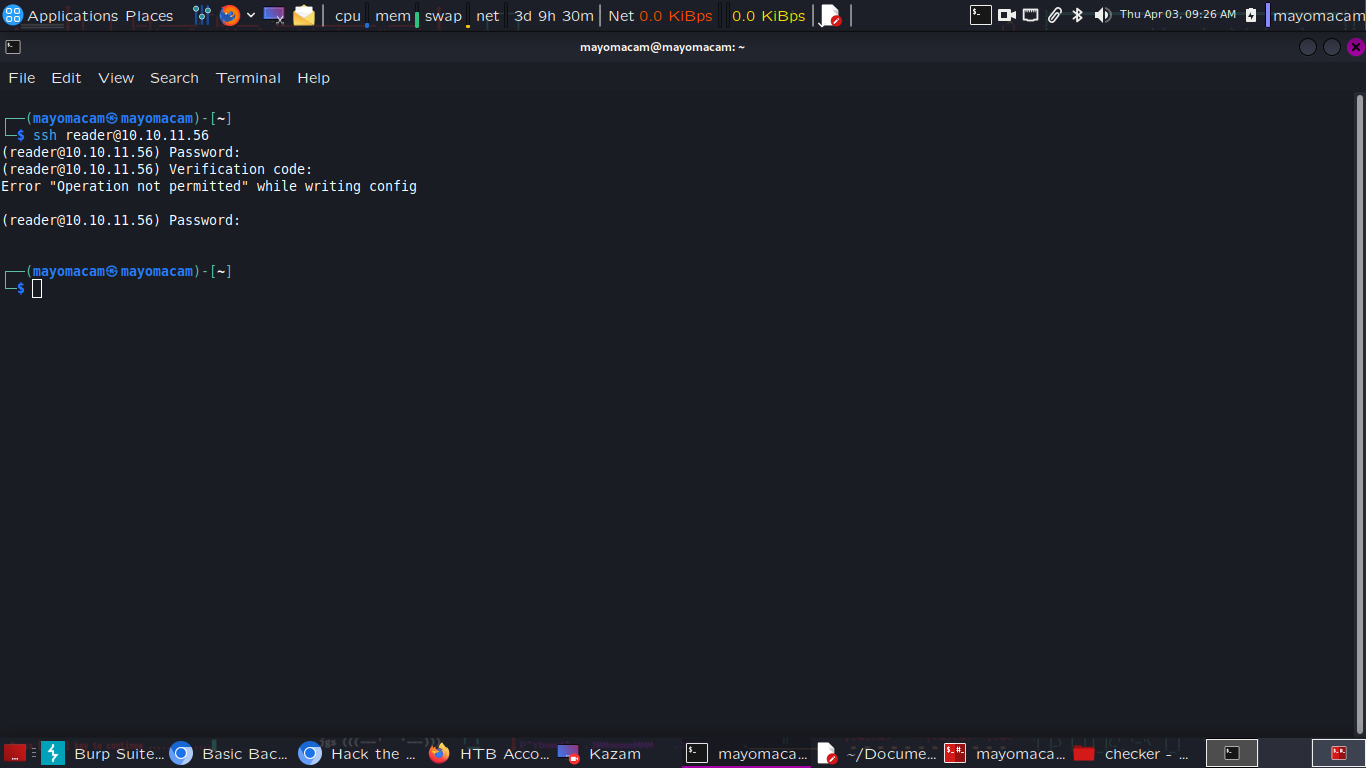 Applications Places cpu mem swap net 3d 9h 30m Net 0.0 KiBps 0.0 KiBps Thu Apr 03, 09:26 AM mayomacam
mayomacam@mayomacam: ~
File Edit View Search Terminal Help
┌──(mayomacam㉿mayomacam)-[~]
└─$ ssh reader@10.10.11.56
(reader@10.10.11.56) Password:
(reader@10.10.11.56) Verification code:
Error "Operation not permitted" while writing config
(reader@10.10.11.56) Password:
┌──(mayomacam㉿mayomacam)-[~]
└─$
Burp Suite... Basic Bac... Hack the ... HTB Acco... Kazam mayomaca... ~/Docume... mayomaca... checker - ...